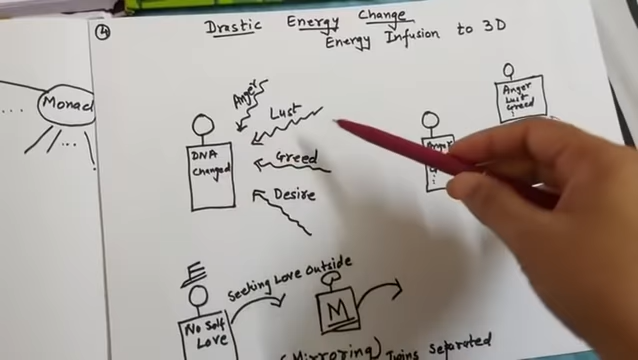 4
Drastic Energy Change
Energy Infusion to 3D
Monad
...
...
Anger
Lust
Greed
Desire
DNA
Changed
Anger
Lust
Greed
⋮
Anger
E
Seeking Love Outside
No Self
Love
M
(Mirroring) Twins separated